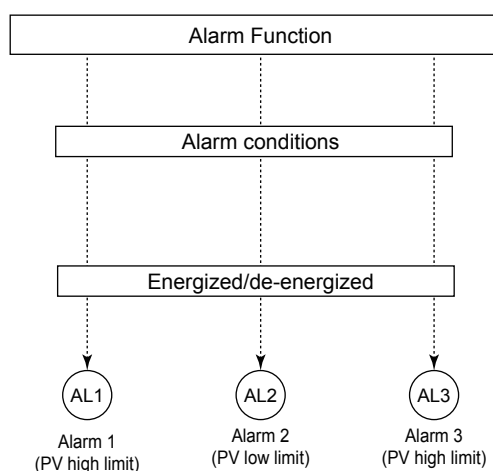 Alarm Function
Alarm conditions
Energized/de-energized
AL1
AL2
AL3
Alarm 1
(PV high limit)
Alarm 2
(PV low limit)
Alarm 3
(PV high limit)